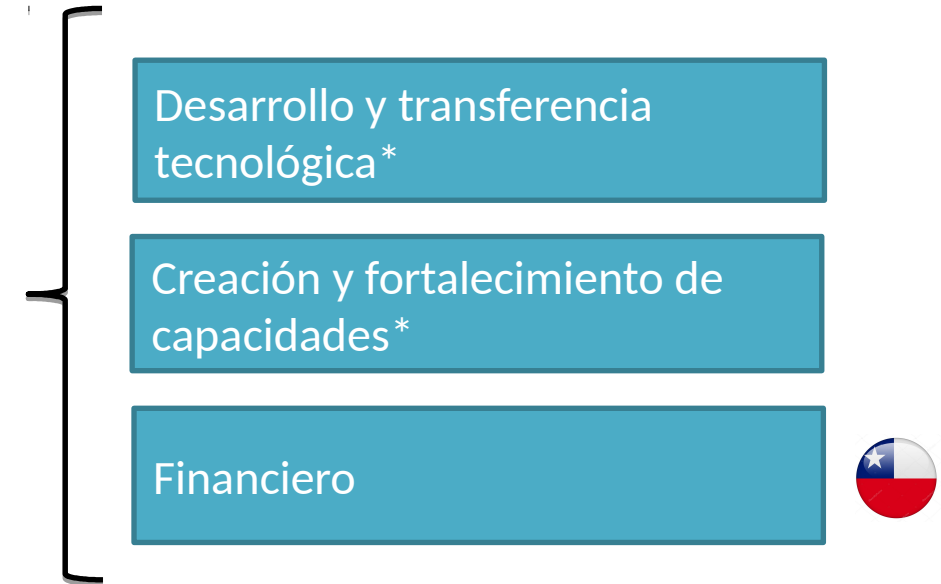 Desarrollo y transferencia
tecnológica*
Creación y fortalecimiento de
capacidades*
Financiero